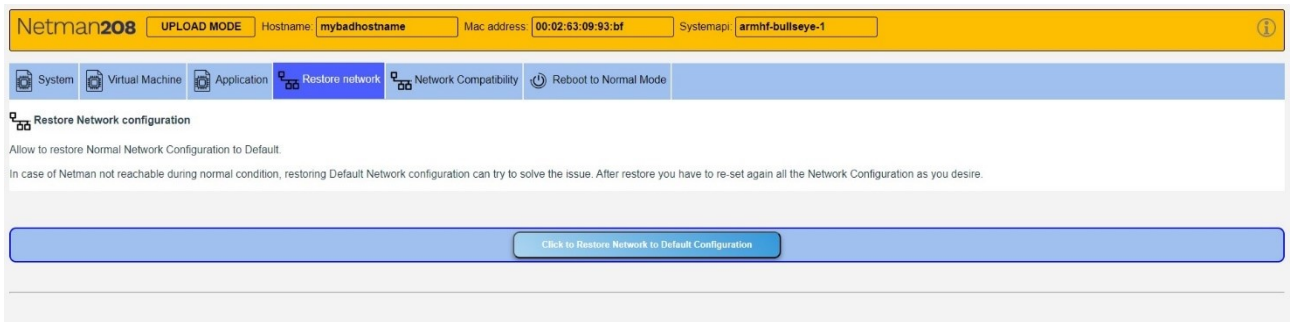 Netman208 UPLOAD MODE Hostname: mybadhostname Mac address: 00:02:63:09:93:bf Systemapi: armhf-bullseye-1
System Virtual Machine Application Restore network Network Compatibility Reboot to Normal Mode
Restore Network configuration
Allow to restore Normal Network Configuration to Default.
In case of Netman not reachable during normal condition, restoring Default Network configuration can try to solve the issue. After restore you have to re-set again all the Network Configuration as you desire.
Click to Restore Network to Default Configuration